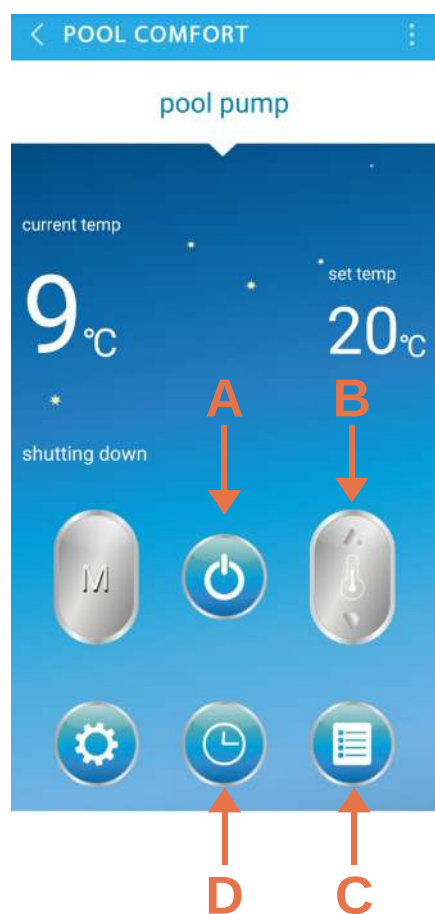 POOL COMFORT
pool pump
current temp
9°C
set temp
20°C
A
B
shutting down
M
D
C